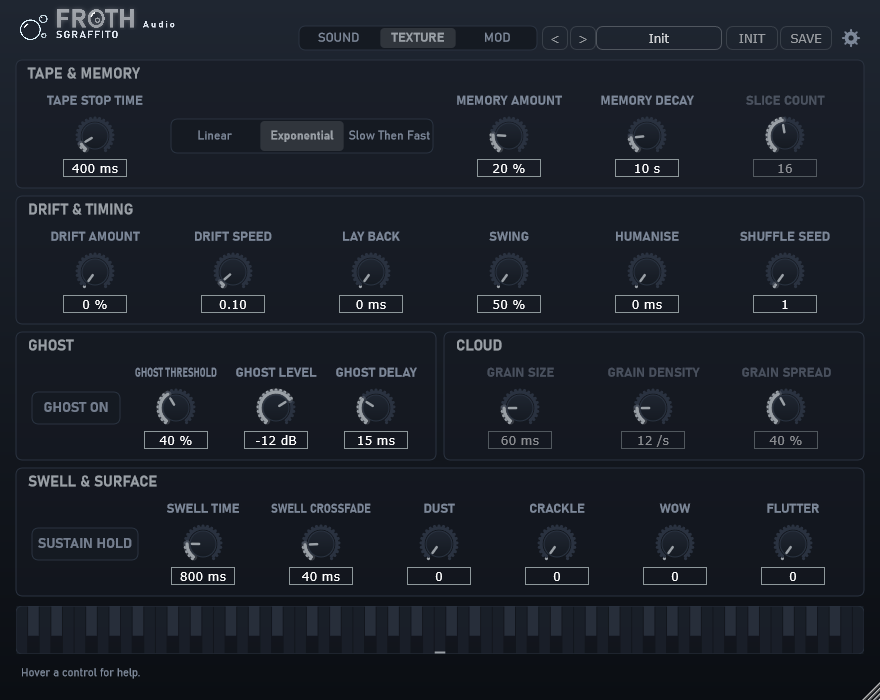 FROTH Audio
SGRAFFITO
SOUND TEXTURE MOD < > Init INIT SAVE
TAPE & MEMORY
TAPE STOP TIME MEMORY AMOUNT MEMORY DECAY SLICE COUNT
Linear Exponential Slow Then Fast
400 ms 20 % 10 s 16
DRIFT & TIMING
DRIFT AMOUNT DRIFT SPEED LAY BACK SWING HUMANISE SHUFFLE SEED
0 % 0.10 0 ms 50 % 0 ms 1
GHOST
GHOST THRESHOLD GHOST LEVEL GHOST DELAY
GHOST ON
40 % -12 dB 15 ms
CLOUD
GRAIN SIZE GRAIN DENSITY GRAIN SPREAD
60 ms 12 /s 40 %
SWELL & SURFACE
SWELL TIME SWELL CROSSFADE DUST CRACKLE WOW FLUTTER
SUSTAIN HOLD
800 ms 40 ms 0 0 0 0
Hover a control for help.